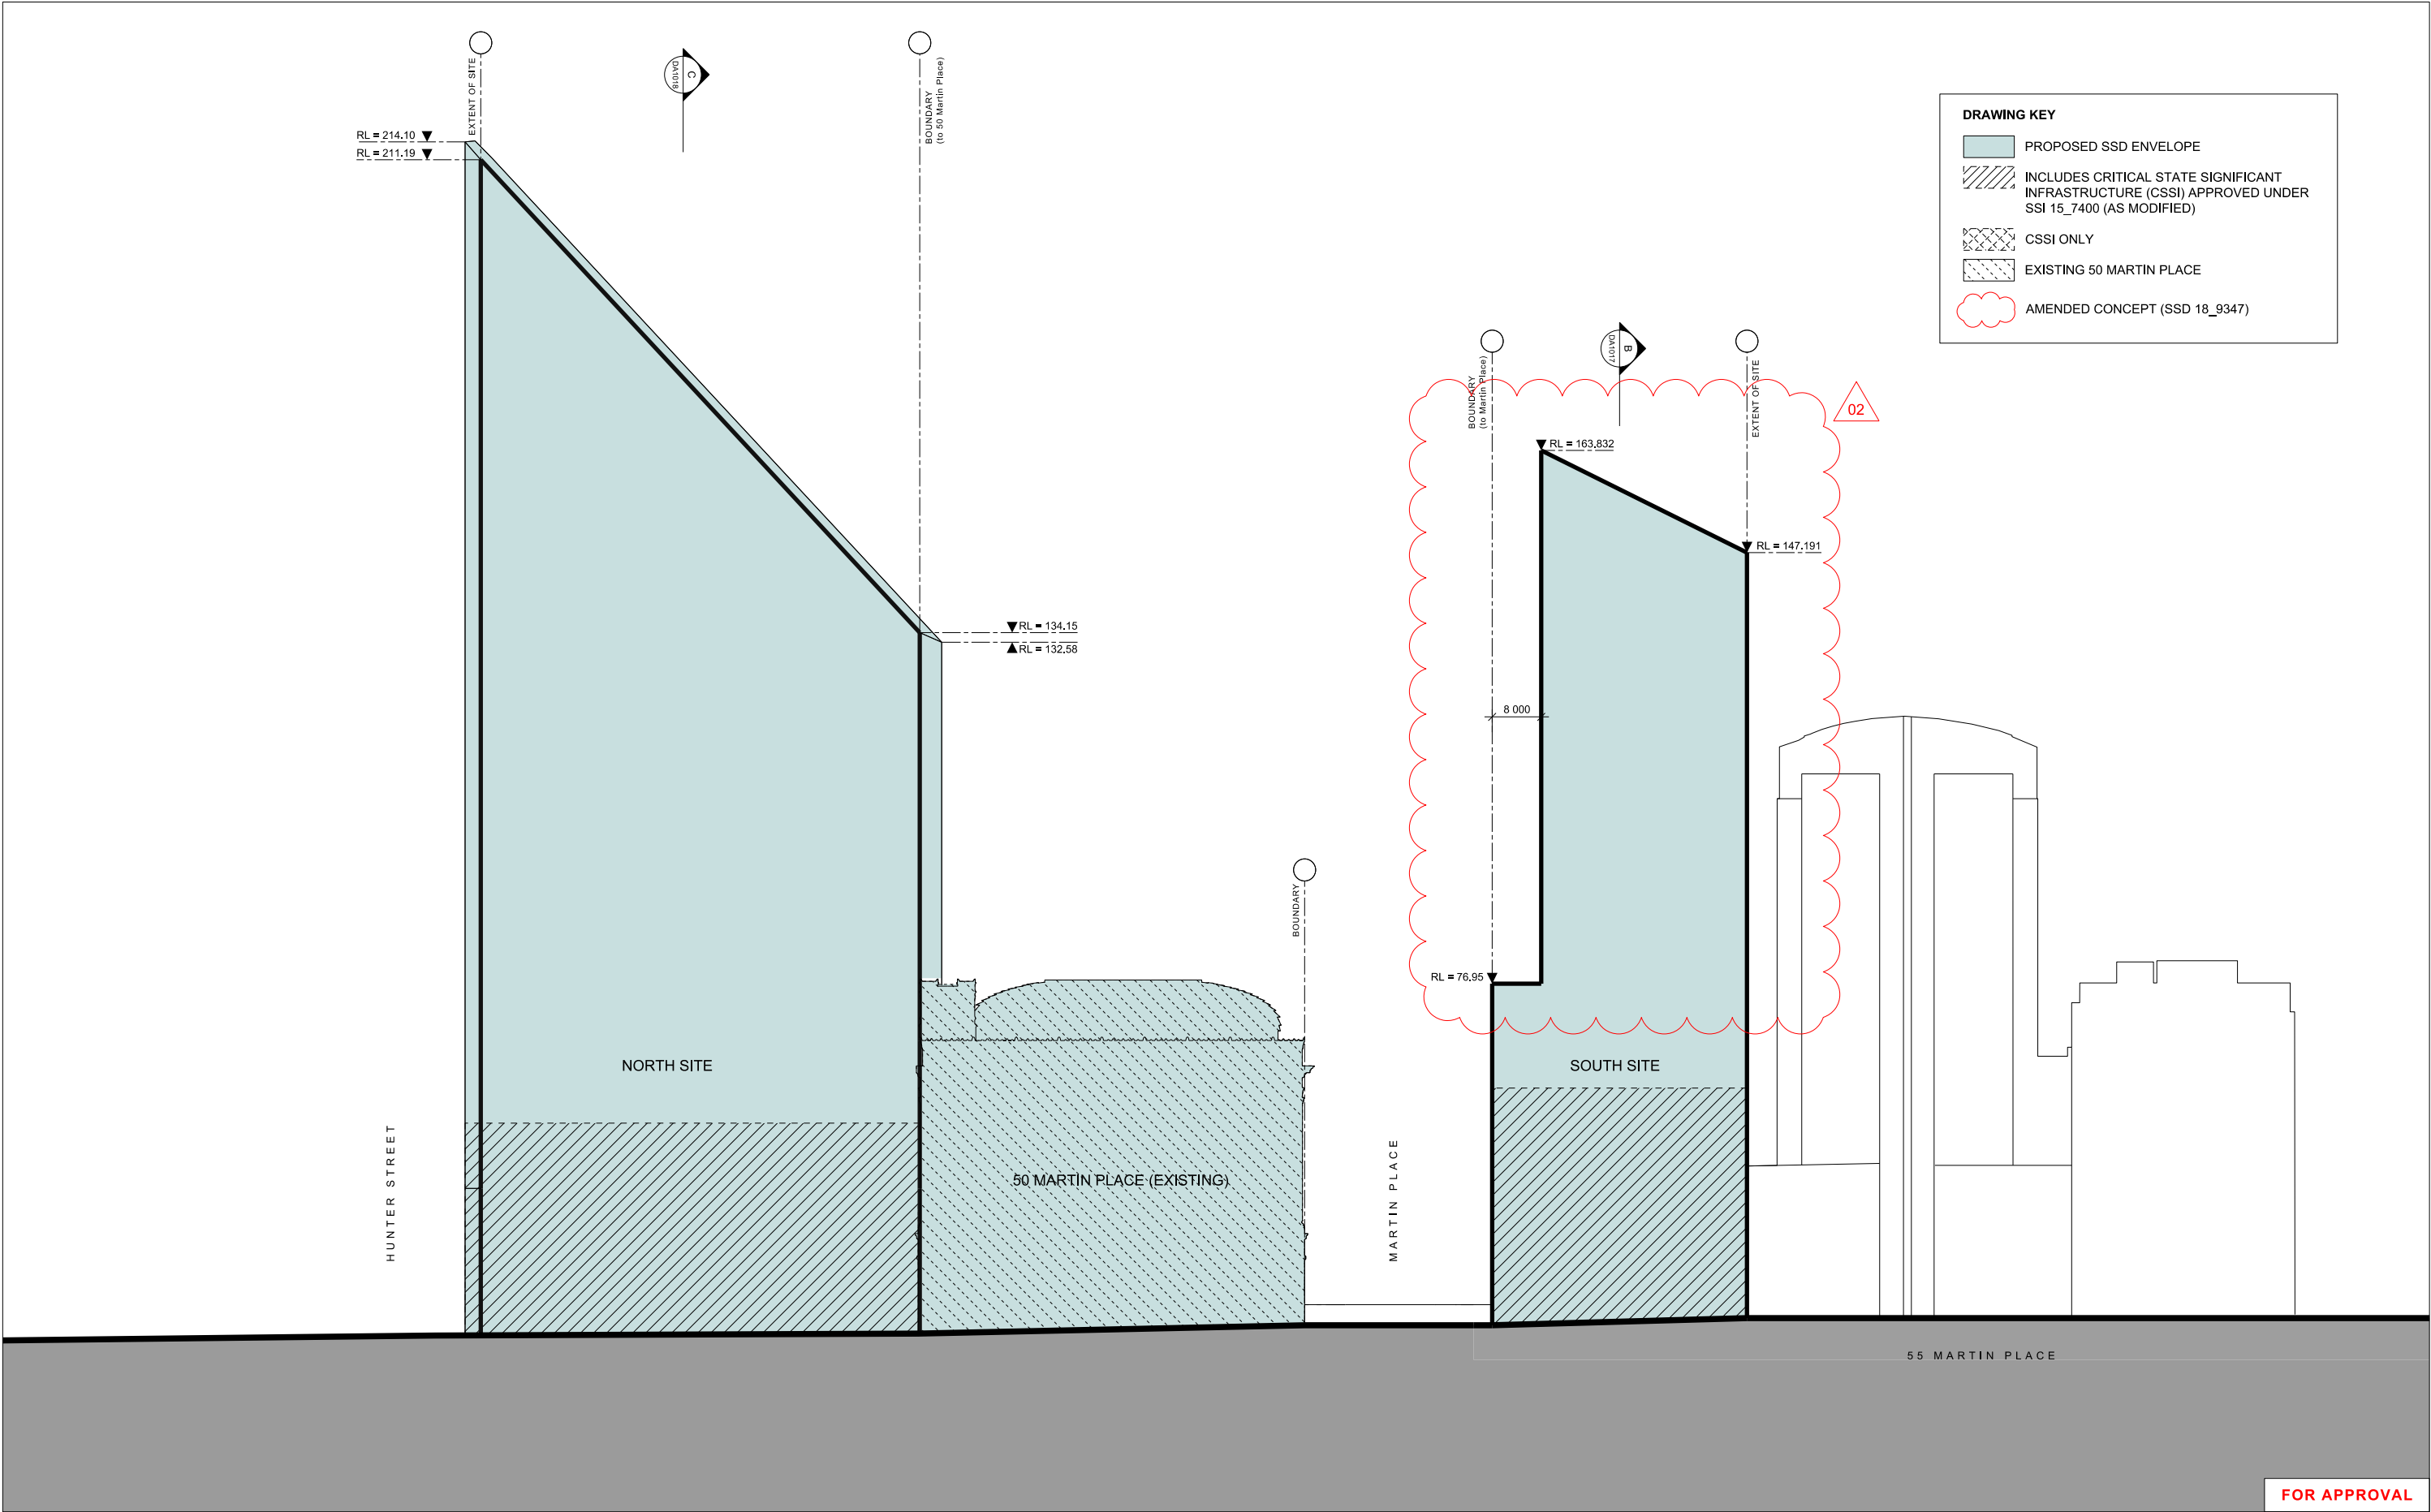 EXTENT OF SITE
C
DA1018
BOUNDARY
(to 50 Martin Place)
RL = 214.10
RL = 211.19
DRAWING KEY
PROPOSED SSD ENVELOPE
INCLUDES CRITICAL STATE SIGNIFICANT
INFRASTRUCTURE (CSSI) APPROVED UNDER
SSI 15_7400 (AS MODIFIED)
CSSI ONLY
EXISTING 50 MARTIN PLACE
AMENDED CONCEPT (SSD 18_9347)
BOUNDARY
(to Martin Place)
B
DA1017
EXTENT OF SITE
02
RL = 163.832
RL = 147.191
RL = 134.15
RL = 132.58
8 000
BOUNDARY
RL = 76.95
NORTH SITE
SOUTH SITE
HUNTER STREET
50 MARTIN PLACE (EXISTING)
MARTIN PLACE
55 MARTIN PLACE
FOR APPROVAL